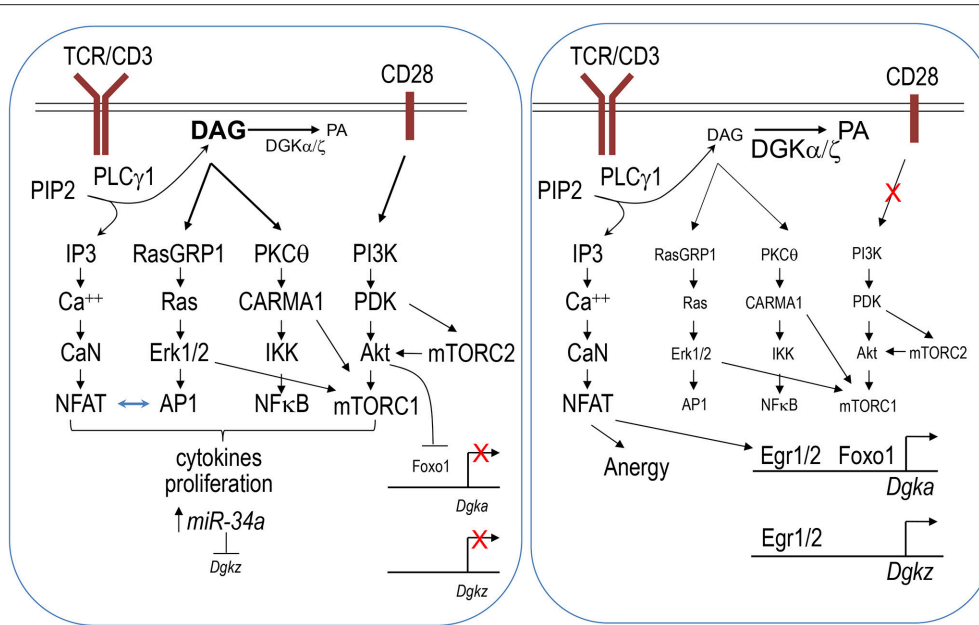 TCR/CD3
CD28
DAG
PA
DGKα/ζ
PLCγ1
PIP2
IP3
RasGRP1
PKCθ
PI3K
Ca++
Ras
CARMA1
PDK
CaN
Erk1/2
IKK
Akt
mTORC2
NFAT
AP1
NFκB
mTORC1
cytokines
proliferation
miR-34a
Dgkz
Foxo1
X
Dgka
X
Dgkz
TCR/CD3
CD28
DAG
PA
DGKα/ζ
PLCγ1
PIP2
X
IP3
RasGRP1
PKCθ
PI3K
Ca++
Ras
CARMA1
PDK
CaN
Erk1/2
IKK
Akt
mTORC2
NFAT
AP1
NFκB
mTORC1
Anergy
Egr1/2 Foxo1
Dgka
Egr1/2
Dgkz